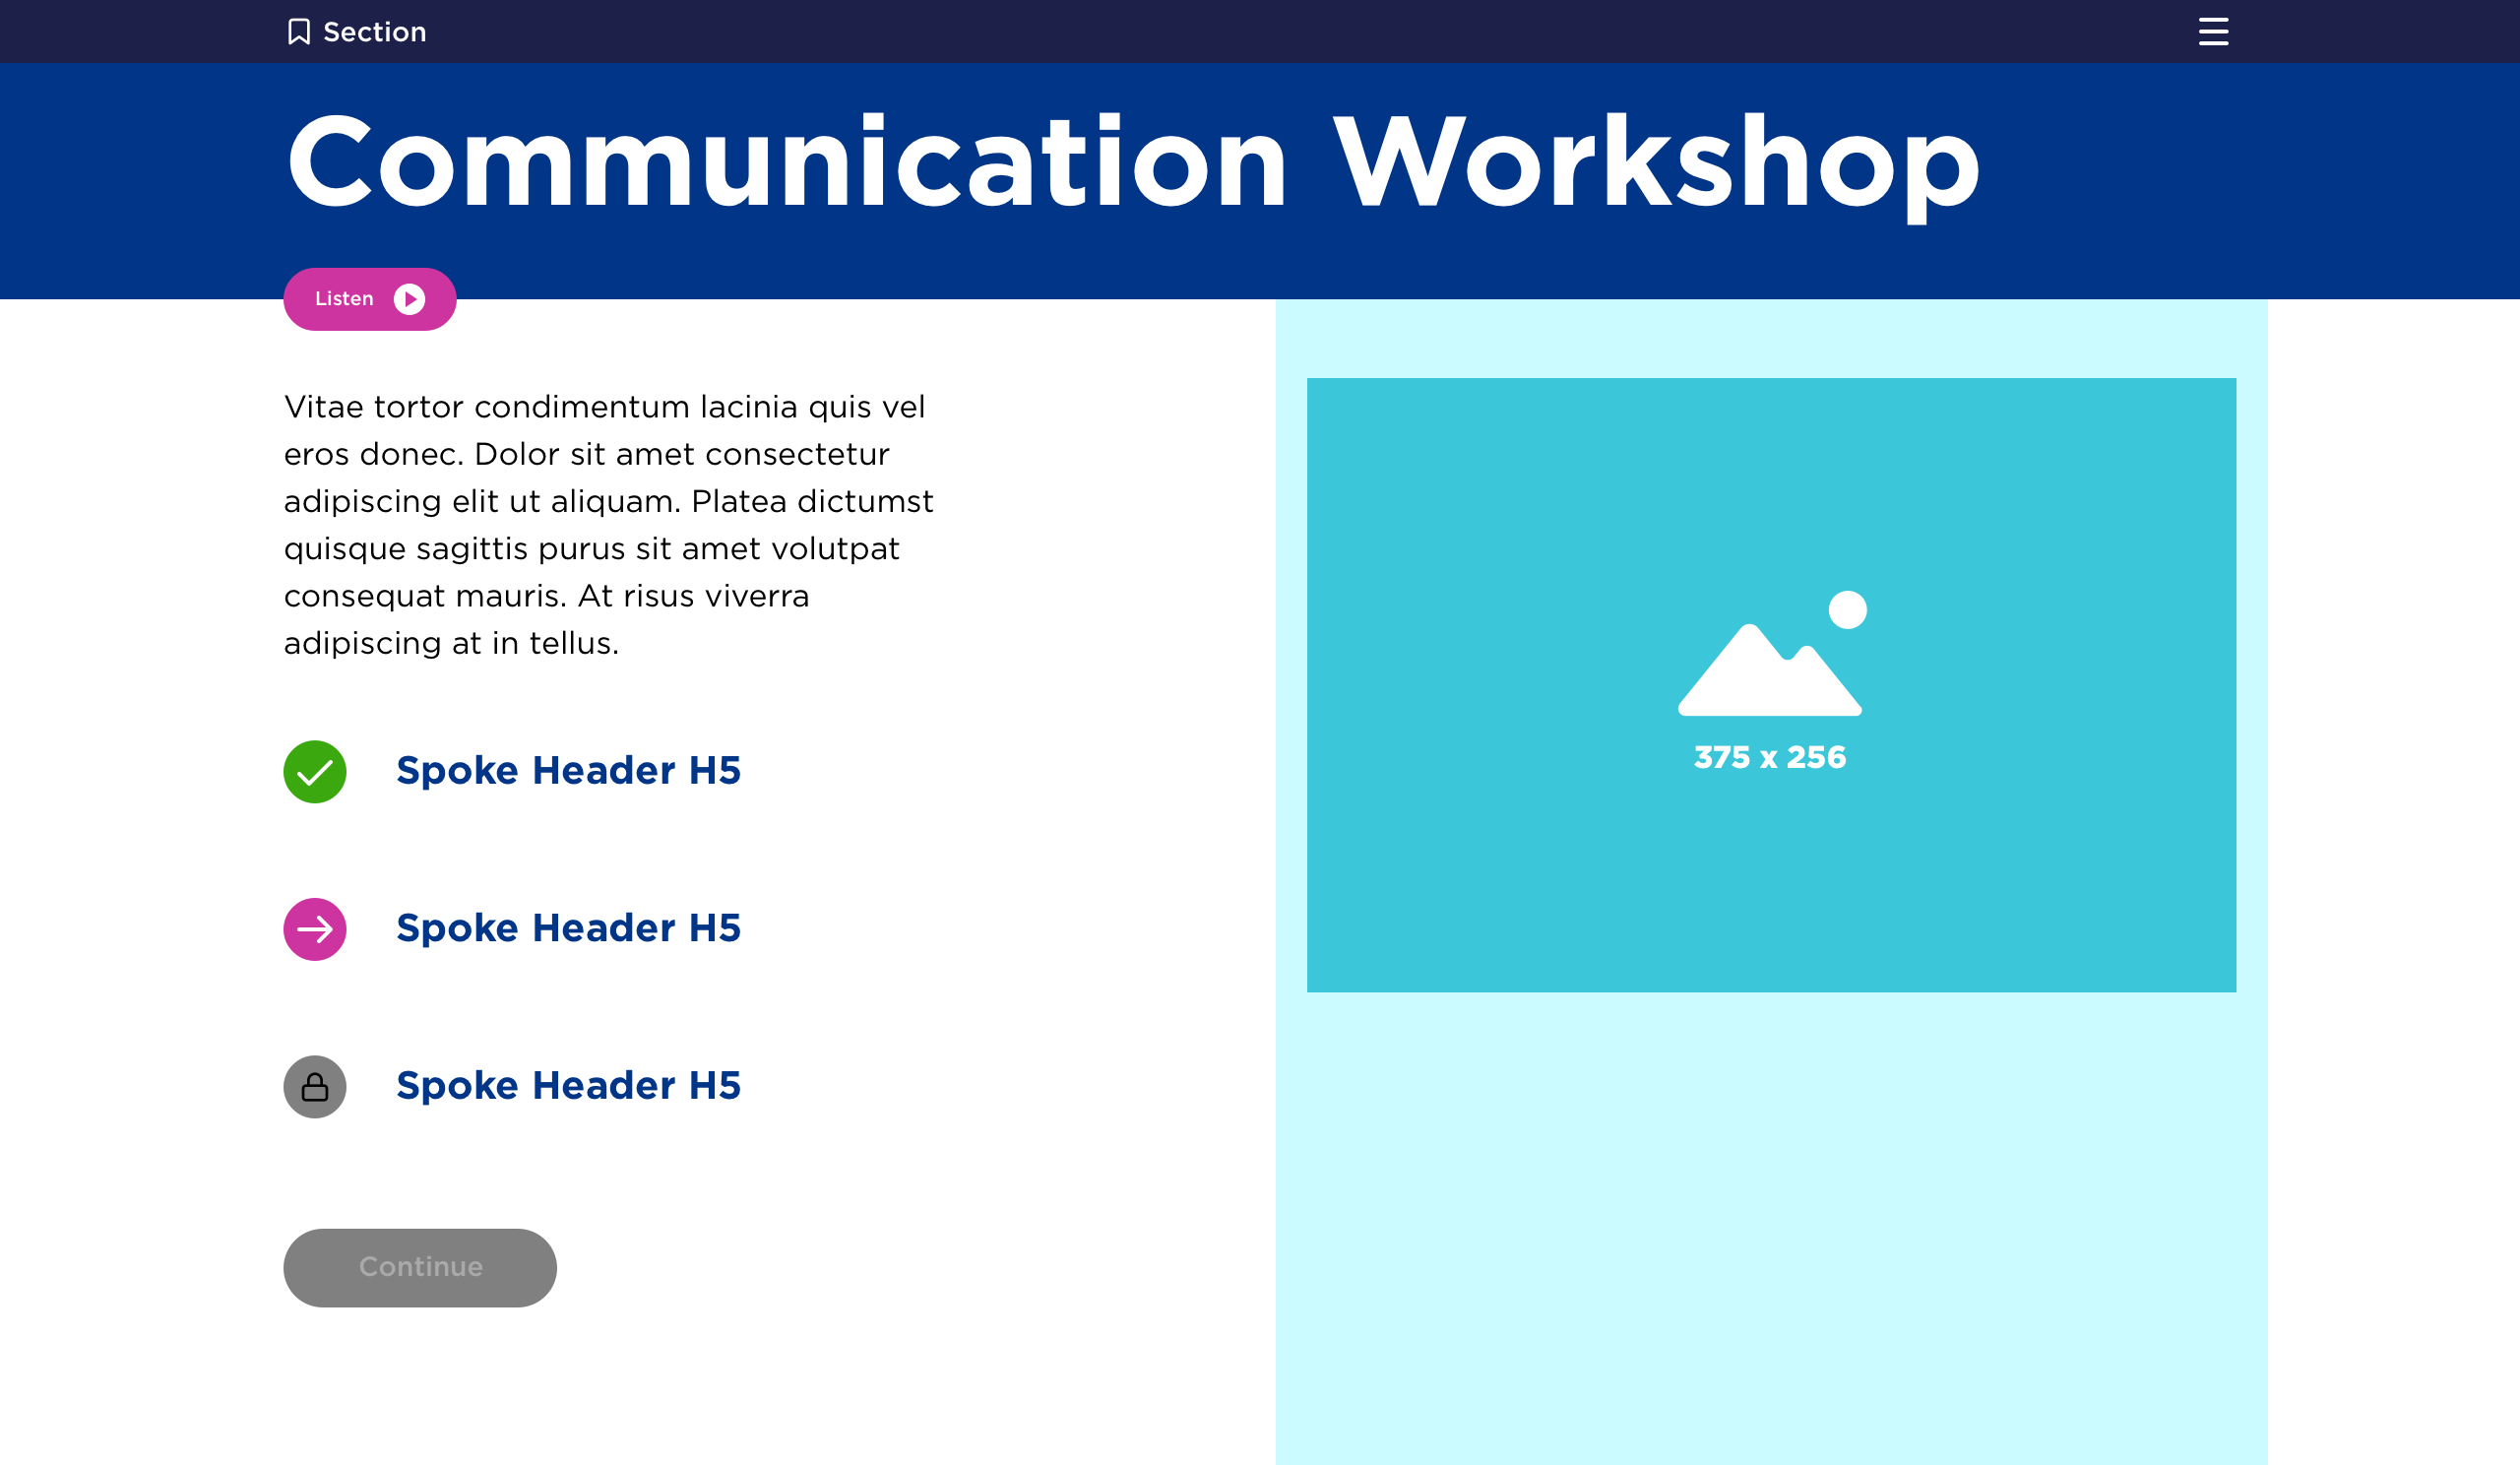 Section
Communication Workshop
Listen
Vitae tortor condimentum lacinia quis vel
eros donec. Dolor sit amet consectetur
adipiscing elit ut aliquam. Platea dictumst
quisque sagittis purus sit amet volutpat
consequat mauris. At risus viverra
adipiscing at in tellus.
Spoke Header H5
Spoke Header H5
Spoke Header H5
Continue
375 x 256